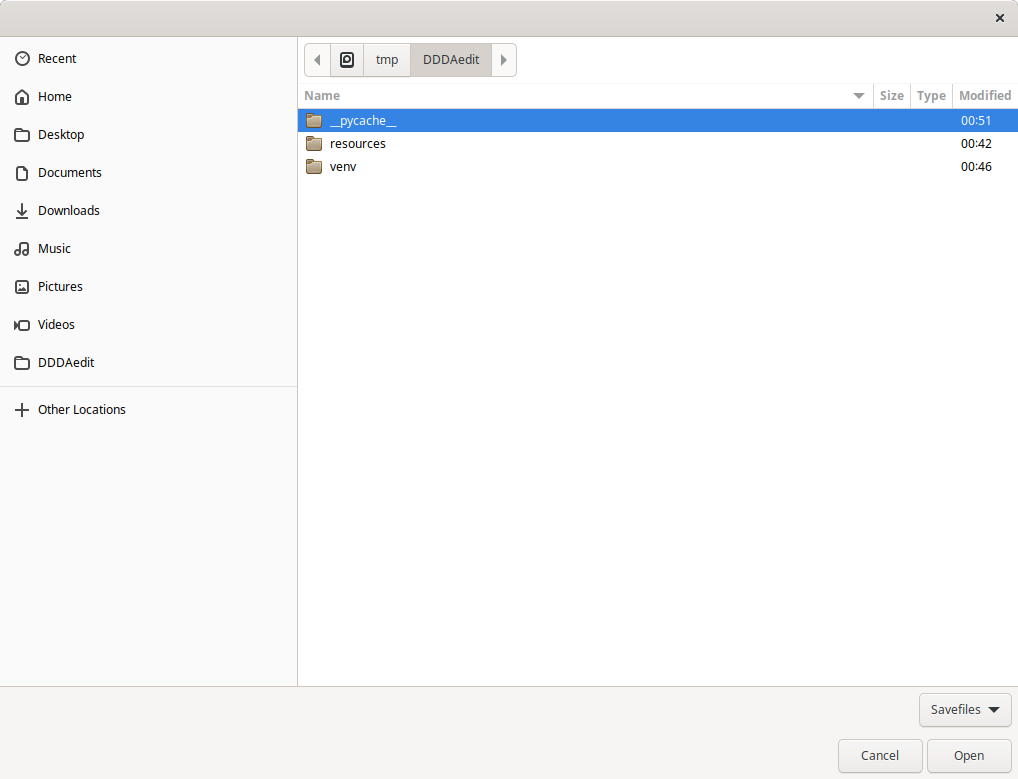 Recent
Home
Desktop
Documents
Downloads
Music
Pictures
Videos
DDDAedit
Other Locations
tmp DDDAedit
Name Size Type Modified
__pycache__ 00:51
resources 00:42
venv 00:46
Savefiles
Cancel Open